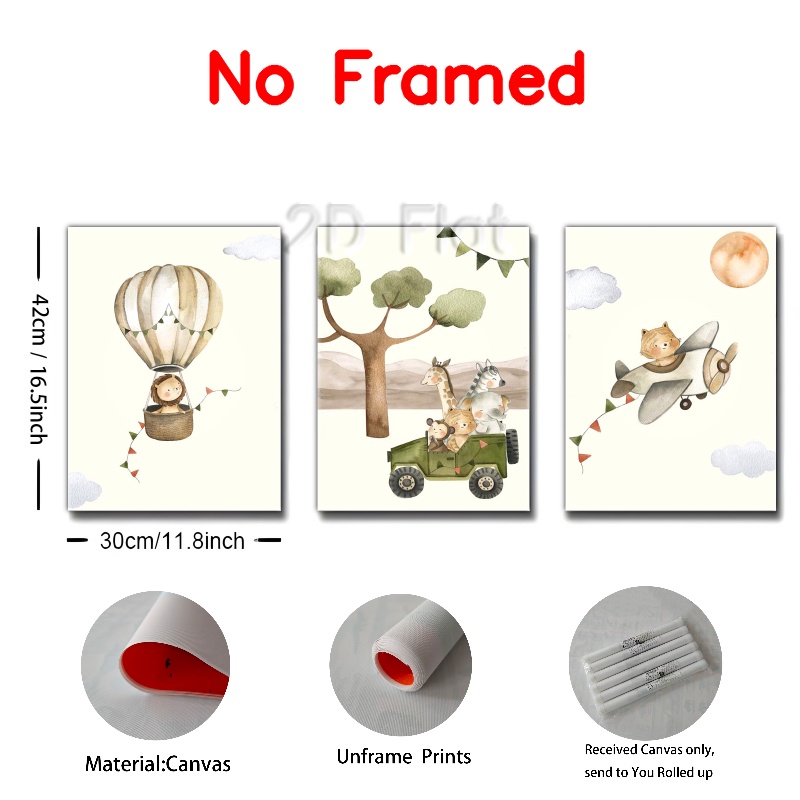 No Framed
2D Flat
42cm / 16.5inch
30cm/11.8inch
Material:Canvas
Unframe Prints
Received Canvas only,
send to You Rolled up